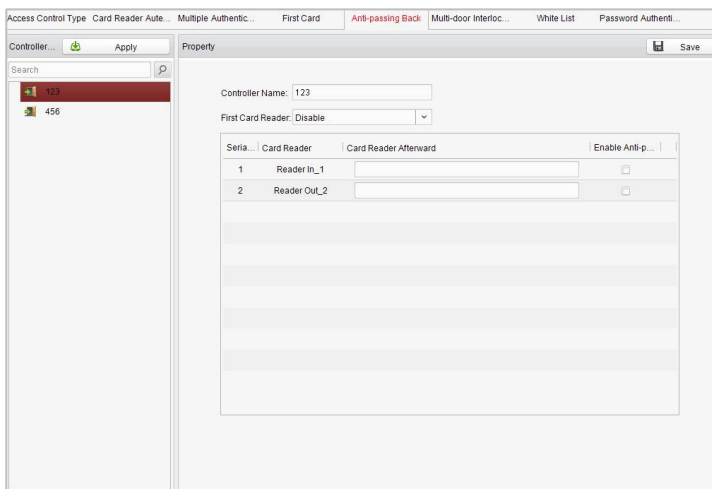 Access Control Type Card Reader Aute... Multiple Authentic... First Card Anti-passing Back Multi-door Interloc... White List Password Authenti...
Controller... Apply Property Save
Search
123
456
Controller Name: 123
First Card Reader: Disable
Seria... Card Reader Card Reader Afterward Enable Anti-p...
1 Reader In_1
2 Reader Out_2